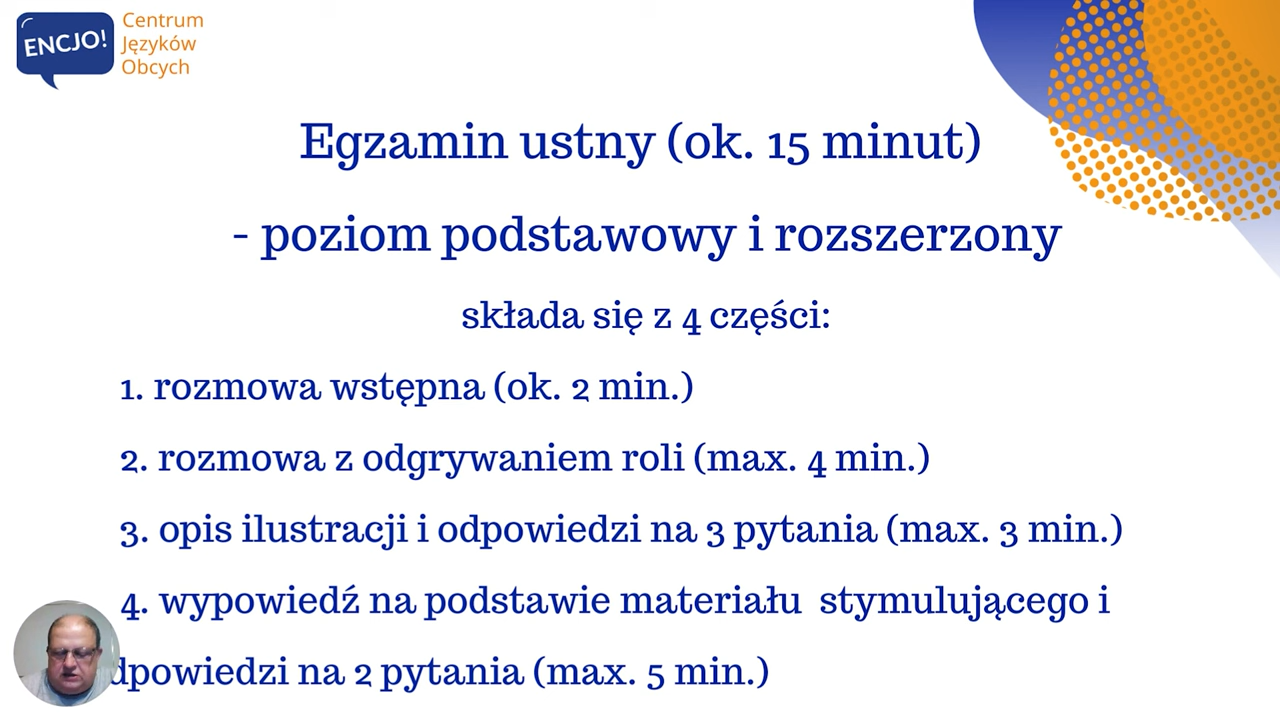 ENCJO!
Centrum
Języków
Obcych
Egzamin ustny (ok. 15 minut)
- poziom podstawowy i rozszerzony
składa się z 4 części:
1. rozmowa wstępna (ok. 2 min.)
2. rozmowa z odgrywaniem roli (max. 4 min.)
3. opis ilustracji i odpowiedzi na 3 pytania (max. 3 min.)
4. wypowiedź na podstawie materiału stymulującego i
dpowiedzi na 2 pytania (max. 5 min.)